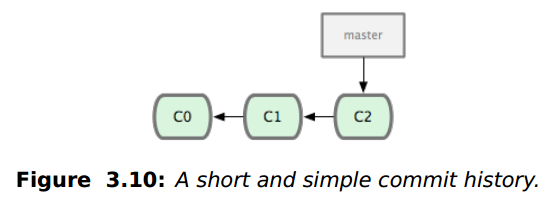 master
C0 C1 C2
Figure 3.10: A short and simple commit history.